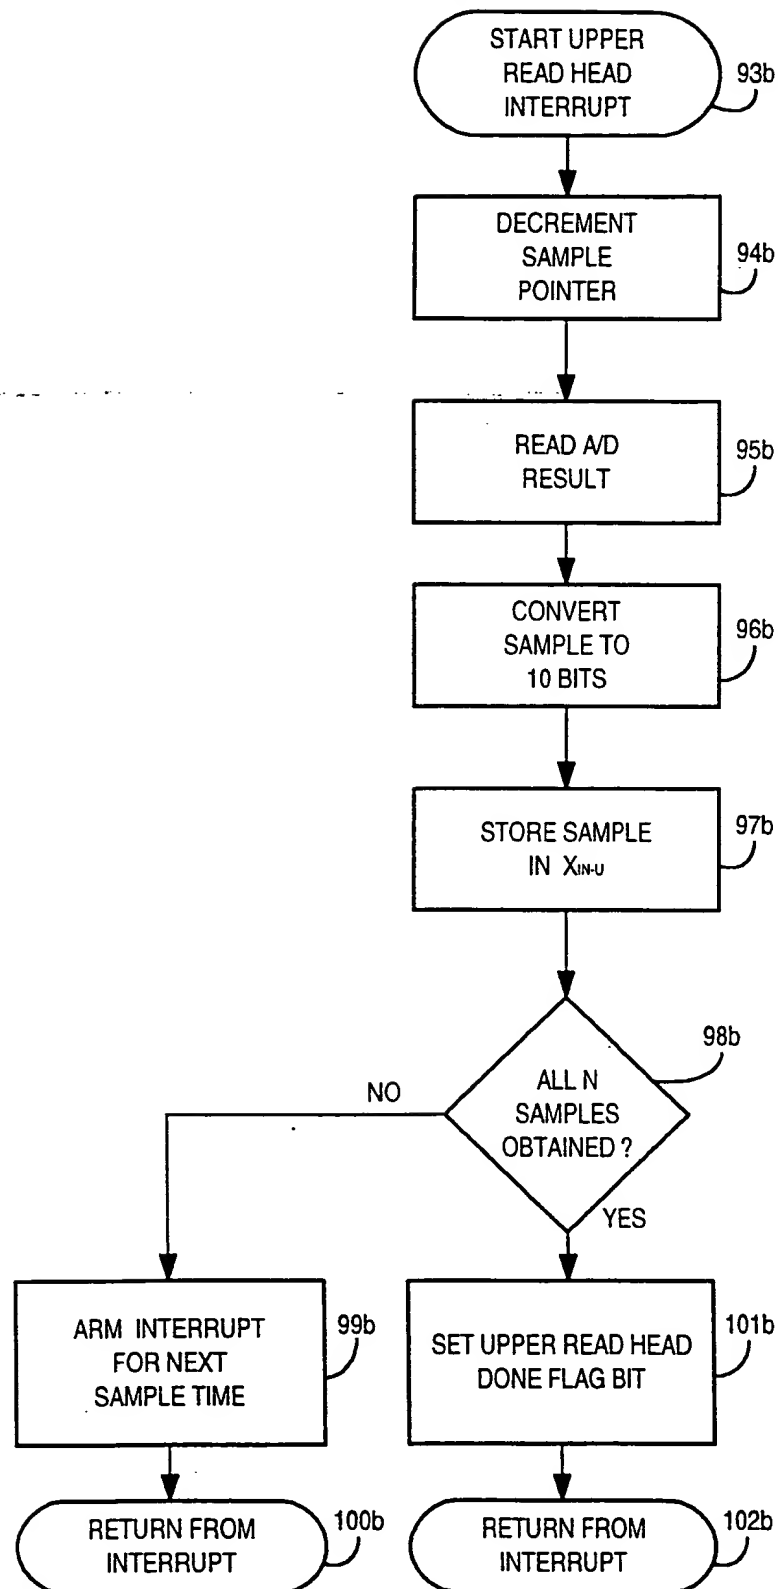 START UPPER
READ HEAD
INTERRUPT
93b
DECREMENT
SAMPLE
POINTER
94b
READ A/D
RESULT
95b
CONVERT
SAMPLE TO
10 BITS
96b
STORE SAMPLE
IN XIN-U
97b
ALL N
SAMPLES
OBTAINED ?
98b
NO
YES
ARM INTERRUPT
FOR NEXT
SAMPLE TIME
99b
SET UPPER READ HEAD
DONE FLAG BIT
101b
RETURN FROM
INTERRUPT
100b
RETURN FROM
INTERRUPT
102b